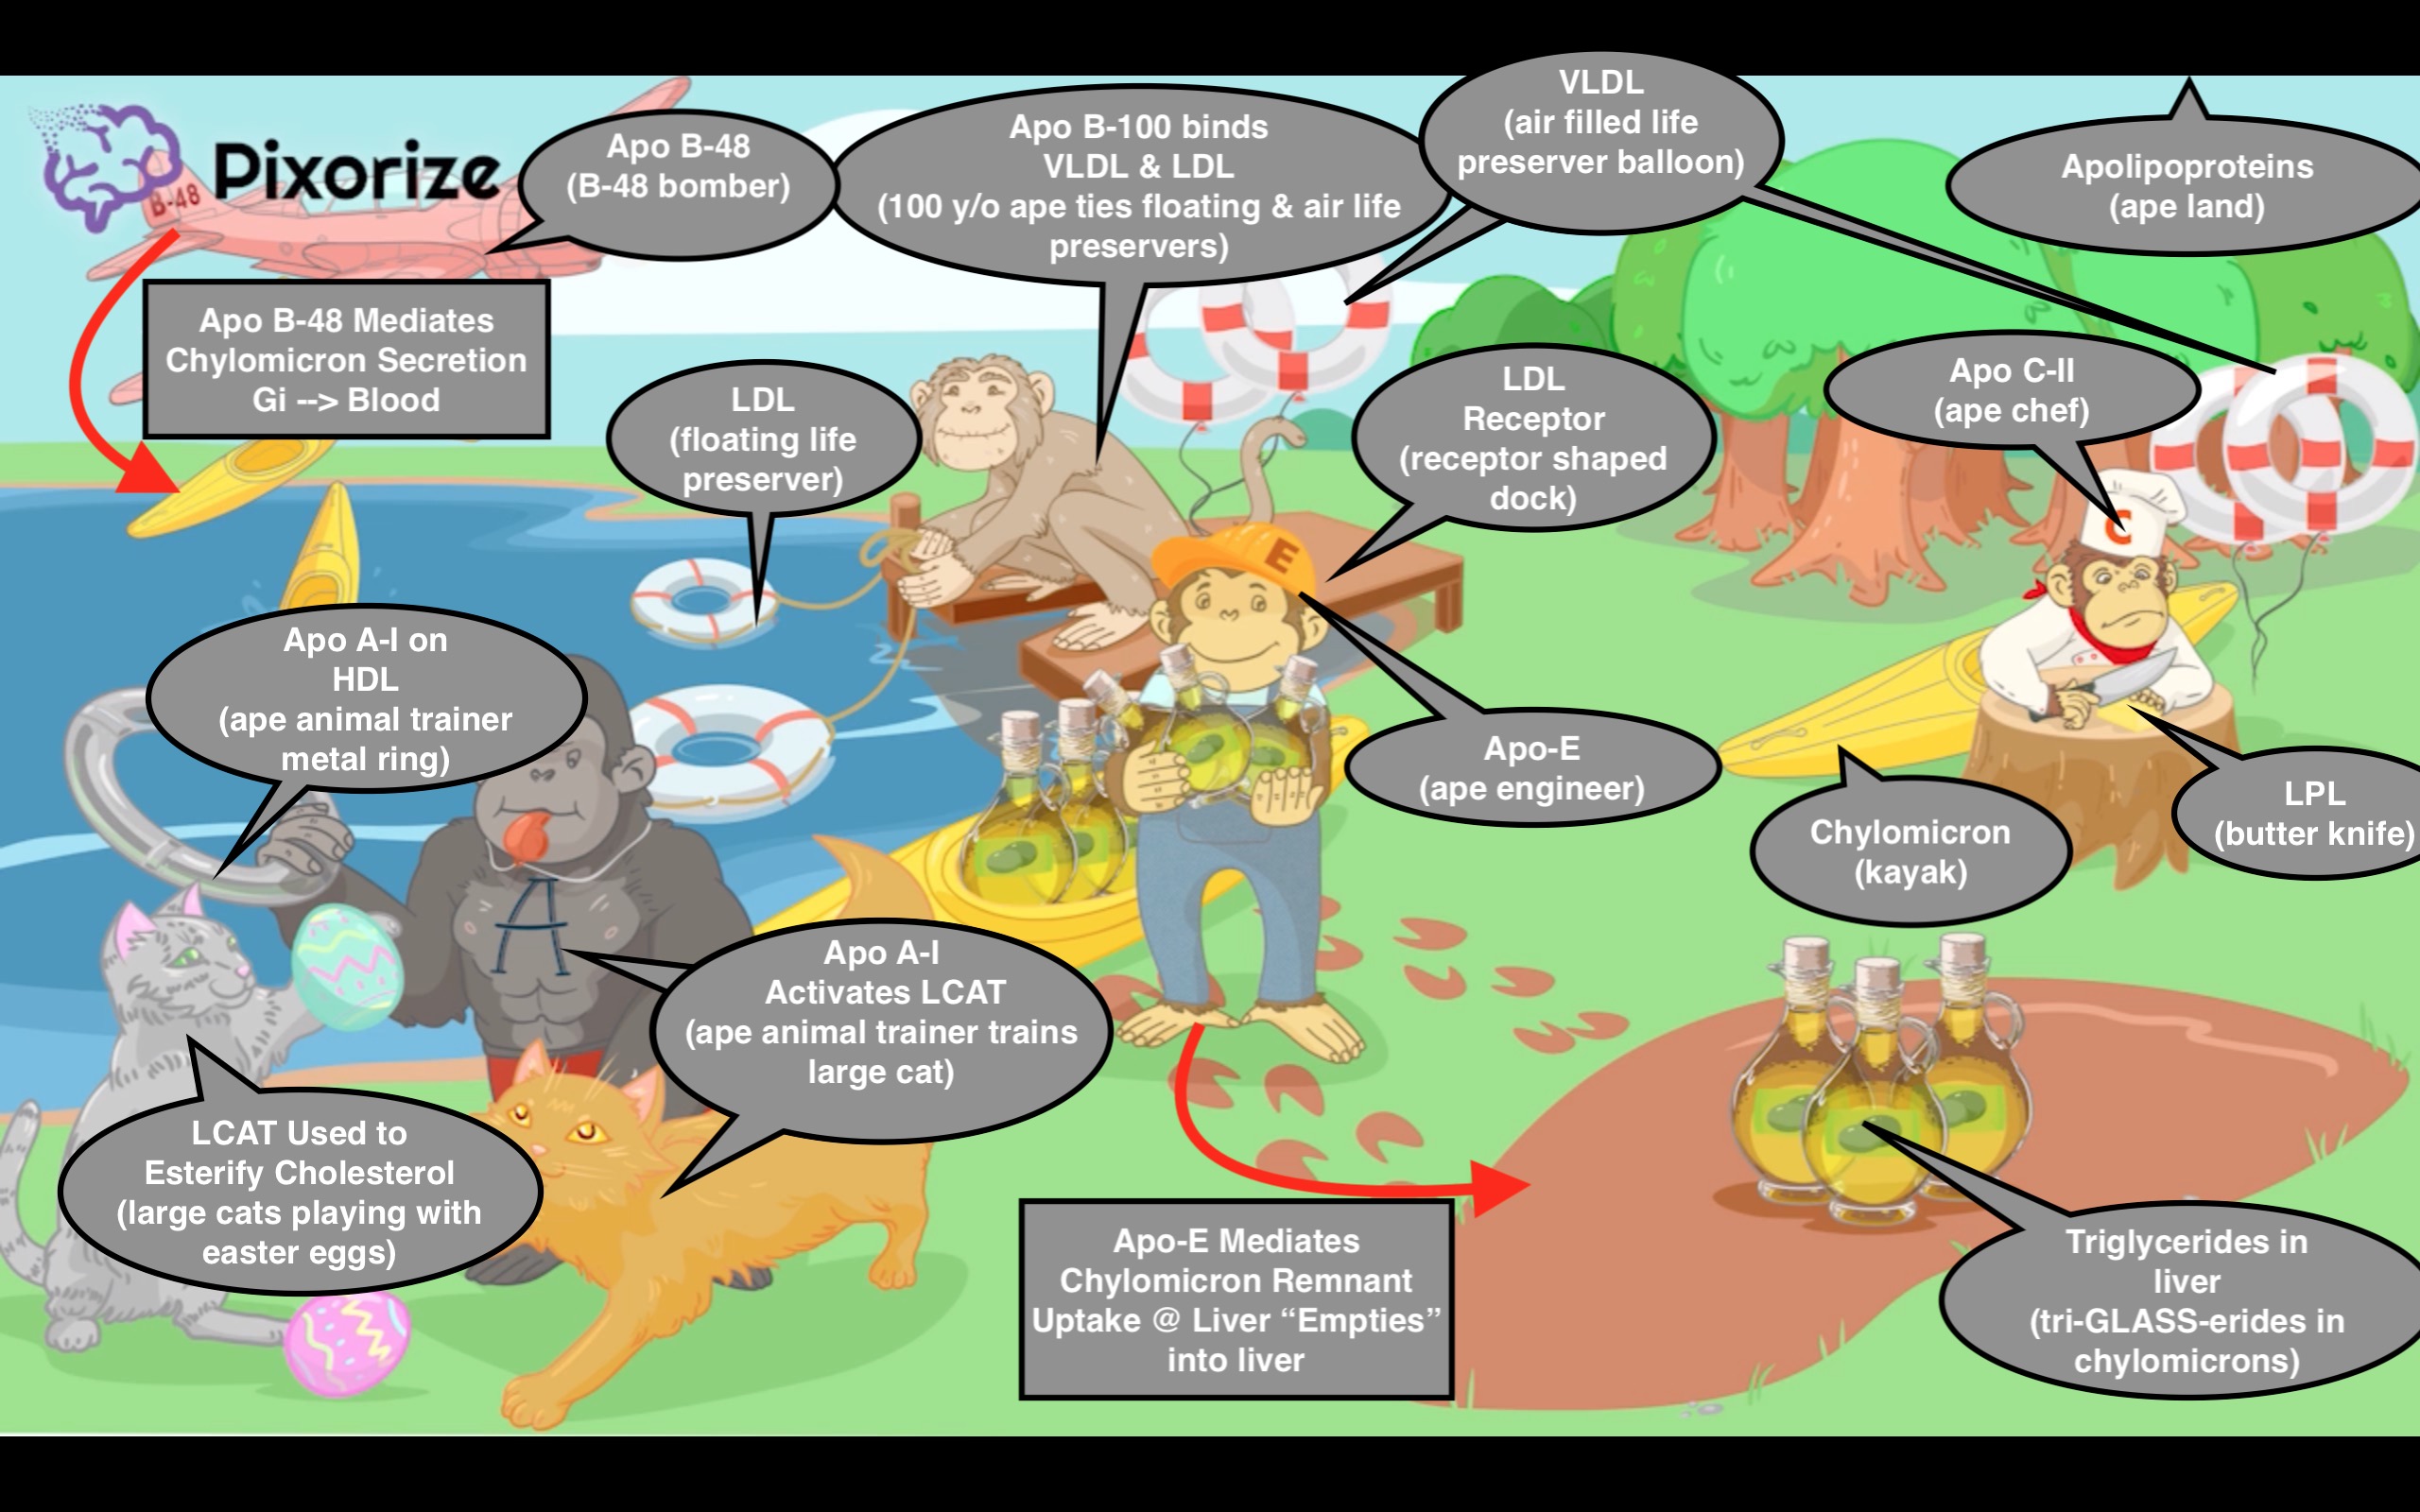 Pixorize
B-48
Apo B-48
(B-48 bomber)
Apo B-100 binds
VLDL & LDL
(100 y/o ape ties floating & air life
preservers)
VLDL
(air filled life
preserver balloon)
Apolipoproteins
(ape land)
Apo B-48 Mediates
Chylomicron Secretion
Gi --> Blood
LDL
(floating life
preserver)
LDL
Receptor
(receptor shaped
dock)
Apo C-II
(ape chef)
C
E
Apo A-I on
HDL
(ape animal trainer
metal ring)
Apo-E
(ape engineer)
Chylomicron
(kayak)
LPL
(butter knife)
A
Apo A-I
Activates LCAT
(ape animal trainer trains
large cat)
LCAT Used to
Esterify Cholesterol
(large cats playing with
easter eggs)
Apo-E Mediates
Chylomicron Remnant
Uptake @ Liver “Empties”
into liver
Triglycerides in
liver
(tri-GLASS-erides in
chylomicrons)